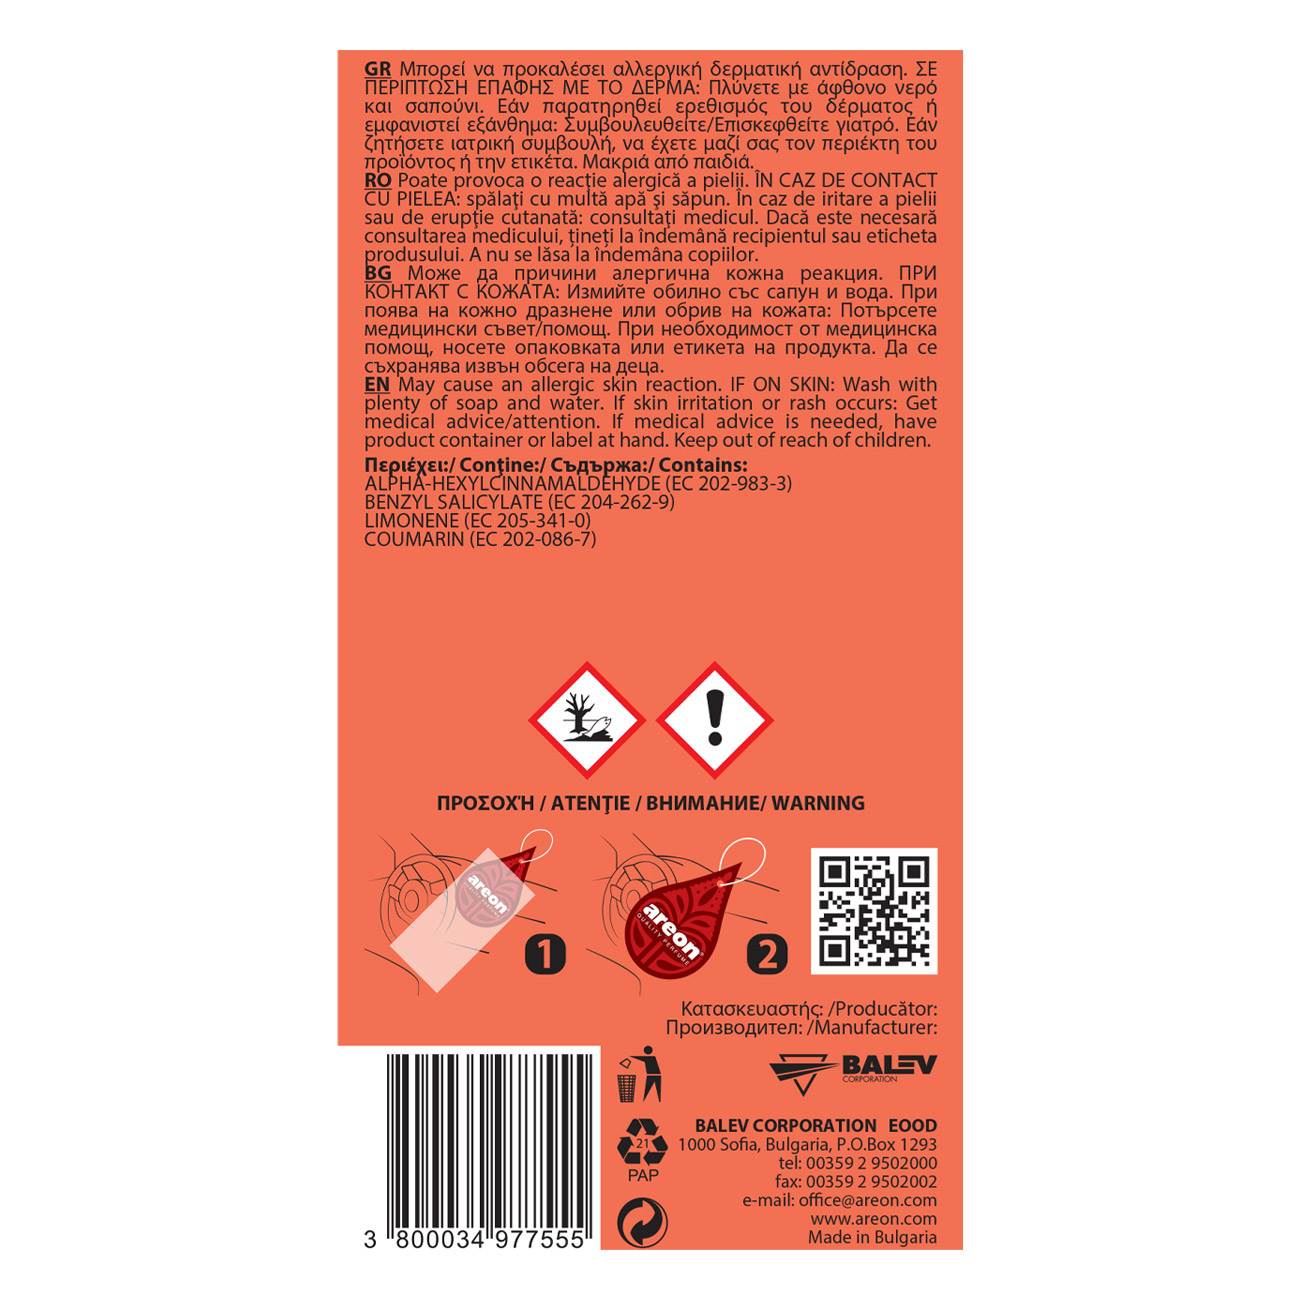 GR Μπορεί να προκαλέσει αλλεργική δερματική αντίδραση. ΣΕ
ΠΕΡΙΠΤΩΣΗ ΕΠΑΦΗΣ ΜΕ ΤΟ ΔΕΡΜΑ: Πλύνετε με άφθονο νερό
και σαπούνι. Εάν παρατηρηθεί ερεθισμός του δέρματος ή
εμφανιστεί εξάνθημα: Συμβουλευθείτε/Επισκεφθείτε γιατρό. Εάν
ζητήσετε ιατρική συμβουλή, να έχετε μαζί σας τον περιέκτη του
προϊόντος ή την ετικέτα. Μακριά από παιδιά.
RO Poate provoca o reacţie alergică a pielii. ÎN CAZ DE CONTACT
CU PIELEA: spălaţi cu multă apă şi săpun. În caz de iritare a pielii
sau de erupţie cutanată: consultaţi medicul. Dacă este necesară
consultarea medicului, ţineţi la îndemână recipientul sau eticheta
produsului. A nu se lăsa la îndemâna copiilor.
BG Може да причини алергична кожна реакция. ПРИ
КОНТАКТ С КОЖАТА: Измийте обилно със сапун и вода. При
поява на кожно дразнене или обрив на кожата: Потърсете
медицински съвет/помощ. При необходимост от медицинска
помощ, носете опаковката или етикета на продукта. Да се
съхранява извън обсега на деца.
EN May cause an allergic skin reaction. IF ON SKIN: Wash with
plenty of soap and water. If skin irritation or rash occurs: Get
medical advice/attention. If medical advice is needed, have
product container or label at hand. Keep out of reach of children.
Περιέχει:/ Conţine:/ Съдържа:/ Contains:
ALPHA-HEXYLCINNAMALDEHYDE (EC 202-983-3)
BENZYL SALICYLATE (EC 204-262-9)
LIMONENE (EC 205-341-0)
COUMARIN (EC 202-086-7)
ΠΡΟΣΟΧΉ / ATENŢIE / ВНИМАНИЕ/ WARNING
areon
1
areon
QUALITY PERFUME
2
Κατασκευαστής: /Producător:
Производител: /Manufacturer:
BALEV
CORPORATION
BALEV CORPORATION EOOD
1000 Sofia, Bulgaria, P.O.Box 1293
tel: 00359 2 9502000
fax: 00359 2 9502002
e-mail: office@areon.com
www.areon.com
Made in Bulgaria
21
PAP
3 800034 977555